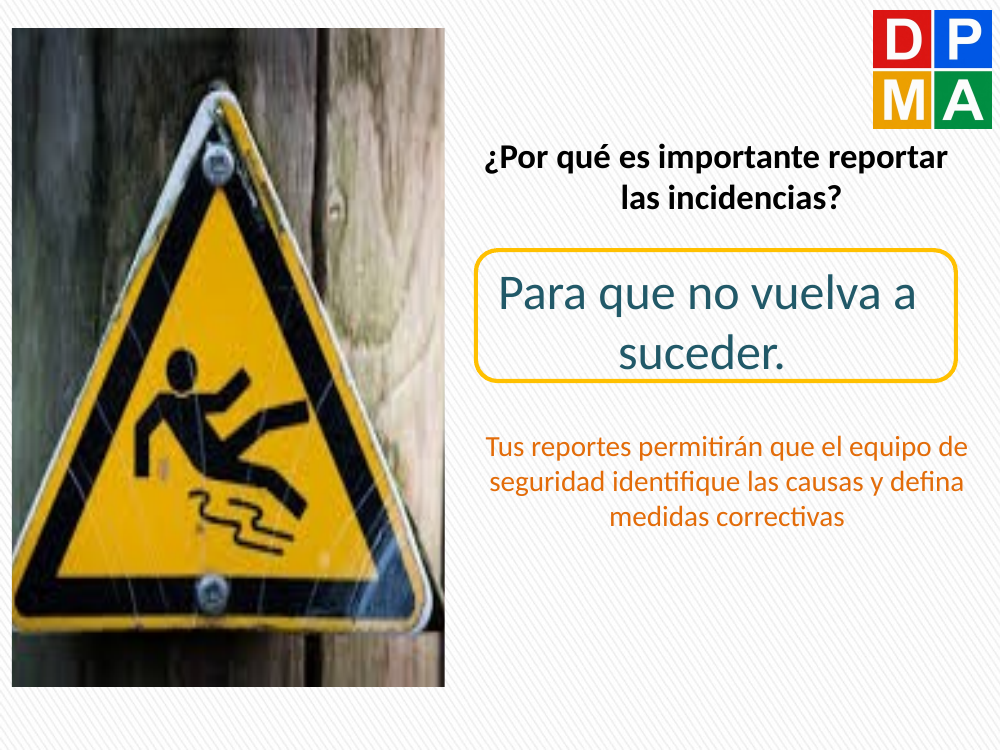 D P
M A
¿Por qué es importante reportar
las incidencias?
Para que no vuelva a
suceder.
Tus reportes permitirán que el equipo de
seguridad identifique las causas y defina
medidas correctivas